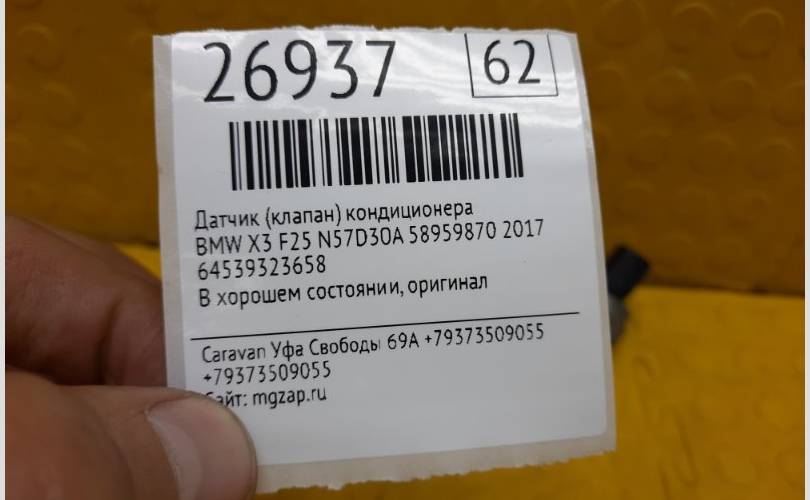 26937 62
Датчик (клапан) кондиционера
BMW X3 F25 N57D30A 58959870 2017
64539323658
В хорошем состоянии, оригинал
Caravan Уфа Свободы 69А +79373509055
+79373509055
Сайт: mgzap.ru